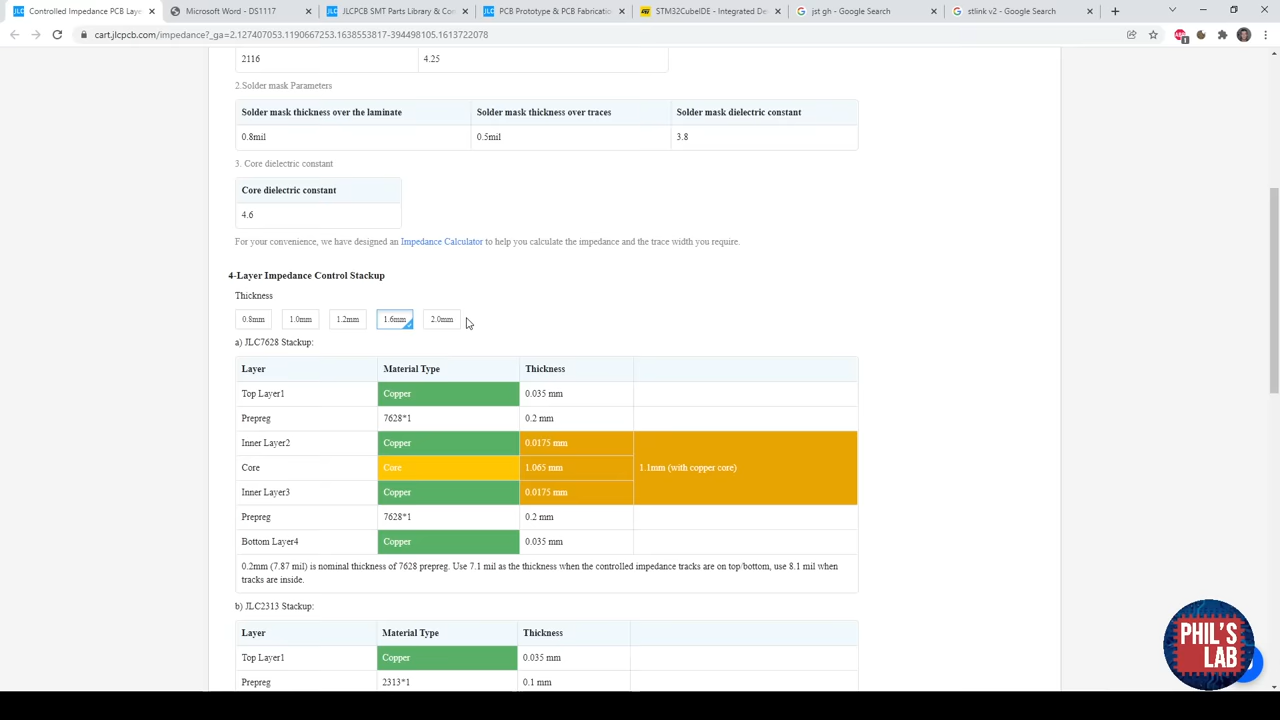 JLC Controlled Impedance PCB Laye
Microsoft Word - DS1117
JLC JLCPCB SMT Parts Library & Co
JLC PCB Prototype & PCB Fabricatio
STM32CubeIDE - Integrated De
jst gh - Google Search
stlink v2 - Google Search
cart.jlcpcb.com/impedance?_ga=2.127407053.1190667253.1638553817-394498105.1613722078
1
2116 4.25
2.Solder mask Parameters
Solder mask thickness over the laminate Solder mask thickness over traces Solder mask dielectric constant
0.8mil 0.5mil 3.8
3. Core dielectric constant
Core dielectric constant
4.6
For your convenience, we have designed an Impedance Calculator to help you calculate the impedance and the trace width you require.
4-Layer Impedance Control Stackup
Thickness
0.8mm 1.0mm 1.2mm 1.6mm 2.0mm
a) JLC7628 Stackup:
Layer Material Type Thickness
Top Layer1 Copper 0.035 mm
Prepreg 7628*1 0.2 mm
Inner Layer2 Copper 0.0175 mm
Core Core 1.065 mm 1.1mm (with copper core)
Inner Layer3 Copper 0.0175 mm
Prepreg 7628*1 0.2 mm
Bottom Layer4 Copper 0.035 mm
0.2mm (7.87 mil) is nominal thickness of 7628 prepreg. Use 7.1 mil as the thickness when the controlled impedance tracks are on top/bottom, use 8.1 mil when
tracks are inside.
b) JLC2313 Stackup:
Layer Material Type Thickness
Top Layer1 Copper 0.035 mm
Prepreg 2313*1 0.1 mm
PHIL'S
LAB